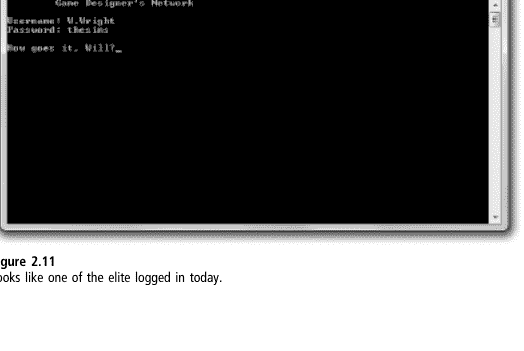 Game Designer's Network
Username: W.Wright
Password: thesims
How goes it, Will?_
gure 2.11
ooks like one of the elite logged in today.